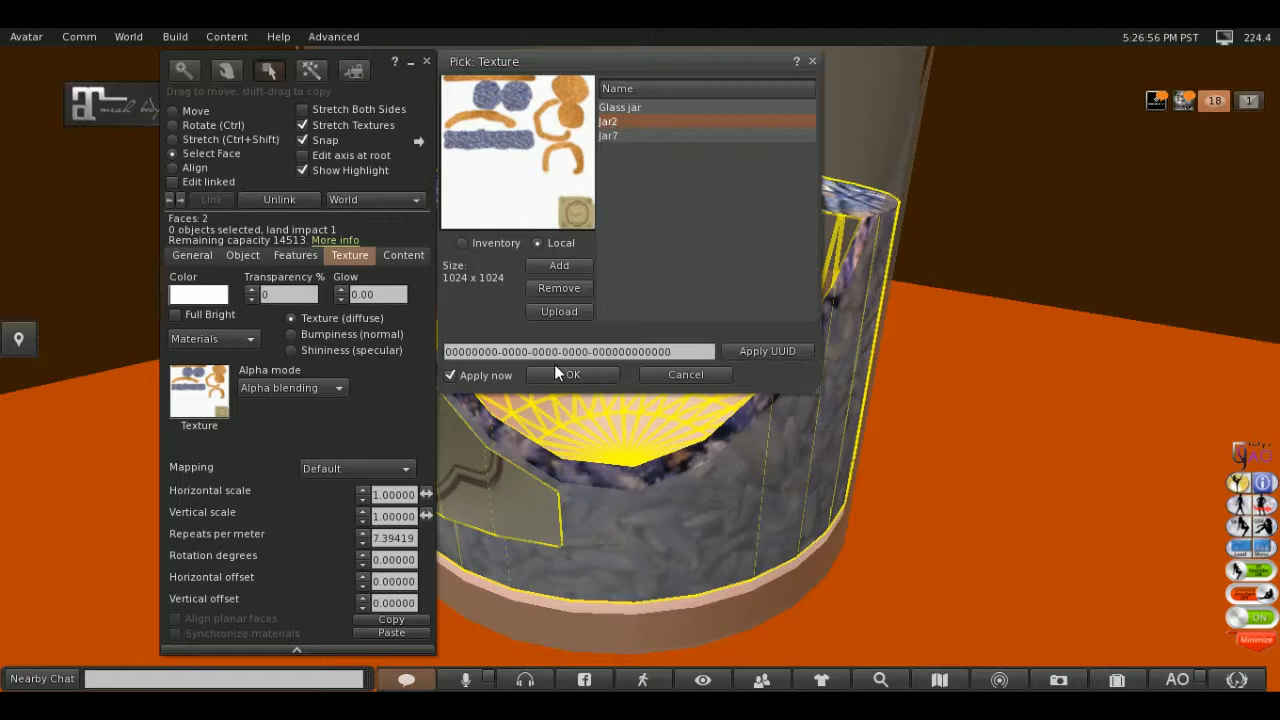 Avatar Comm World Build Content Help Advanced 5:26:56 PM PST 224.4
Pick: Texture
?
Drag to move, shift-drag to copy
Move
Rotate (Ctrl)
Stretch (Ctrl+Shift)
Select Face
Align
Edit linked
Stretch Both Sides
Stretch Textures
Snap
Edit axis at root
Show Highlight
Link Unlink World
Faces: 2
0 objects selected, land impact 1
Remaining capacity 14513. More info
General Object Features Texture Content
Color Transparency % Glow
0 0.00
Full Bright
Materials
Texture (diffuse)
Bumpiness (normal)
Shininess (specular)
Alpha mode
Alpha blending
Texture
Mapping Default
Horizontal scale 1.00000
Vertical scale 1.00000
Repeats per meter 7.39419
Rotation degrees 0.00000
Horizontal offset 0.00000
Vertical offset 0.00000
Align planar faces Copy
Synchronize materials Paste
?
Name
Glass jar
Jar2
Jar7
Inventory Local
Size:
1024 x 1024
Add
Remove
Upload
00000000-0000-0000-0000-000000000000 Apply UUID
Apply now OK Cancel
mesh body
18 1
ON
Minimize
Nearby Chat AO